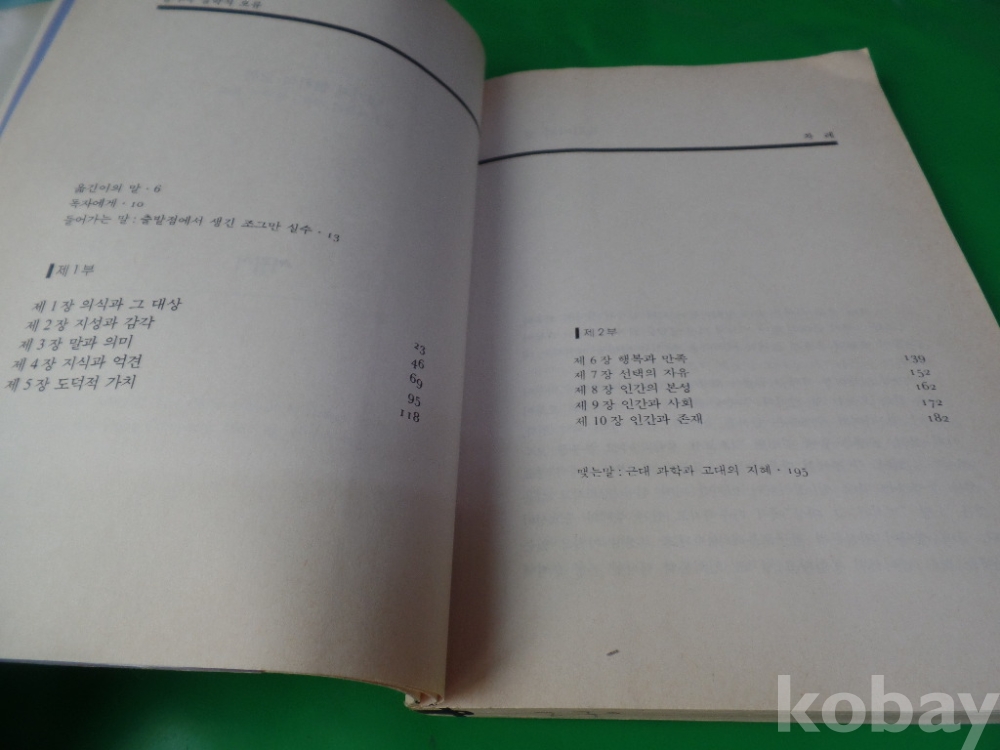 철학적 오류
옮긴이의 말 · 6
독자에게 · 10
들어가는 말 : 출발점에서 생긴 조그만 실수 · 13
제1부
제1장 의식과 그 대상 23
제2장 지성과 감각 46
제3장 말과 의미 69
제4장 지식과 억견 95
제5장 도덕적 가치 118
차 례
제2부
제6장 행복과 만족 139
제7장 선택의 자유 152
제8장 인간의 본성 162
제9장 인간과 사회 172
제10장 인간과 존재 182
맺는말 : 근대 과학과 고대의 지혜 · 195
kobay